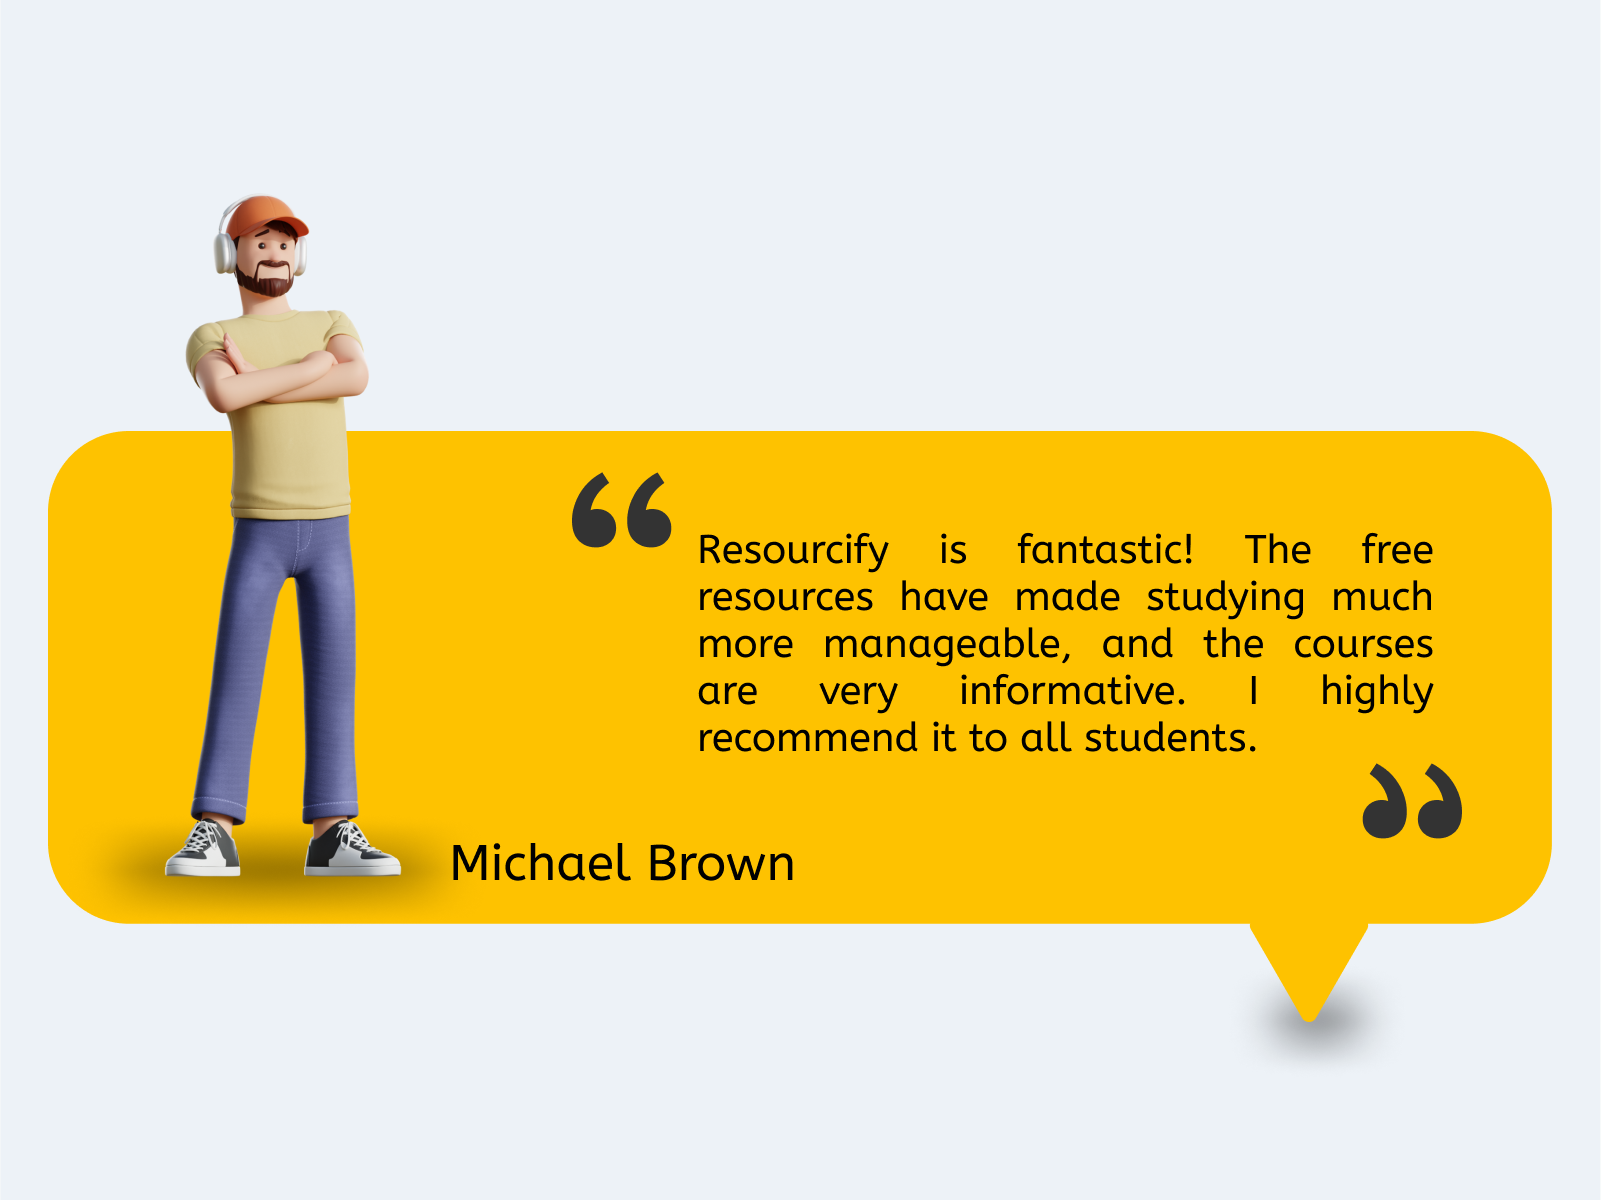 “
Resourcify is fantastic! The free
resources have made studying much
more manageable, and the courses
are very informative. I highly
recommend it to all students.
”
Michael Brown